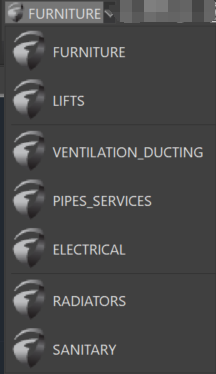 FURNITURE
FURNITURE
LIFTS
VENTILATION_DUCTING
PIPES_SERVICES
ELECTRICAL
RADIATORS
SANITARY